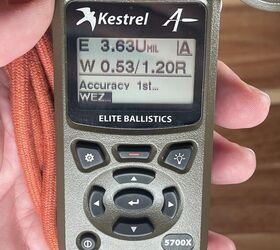 Kestrel A
E 3.63U MIL A
W 0.53/1.20R
Accuracy 1st...
WEZ...
ELITE BALLISTICS
5700X